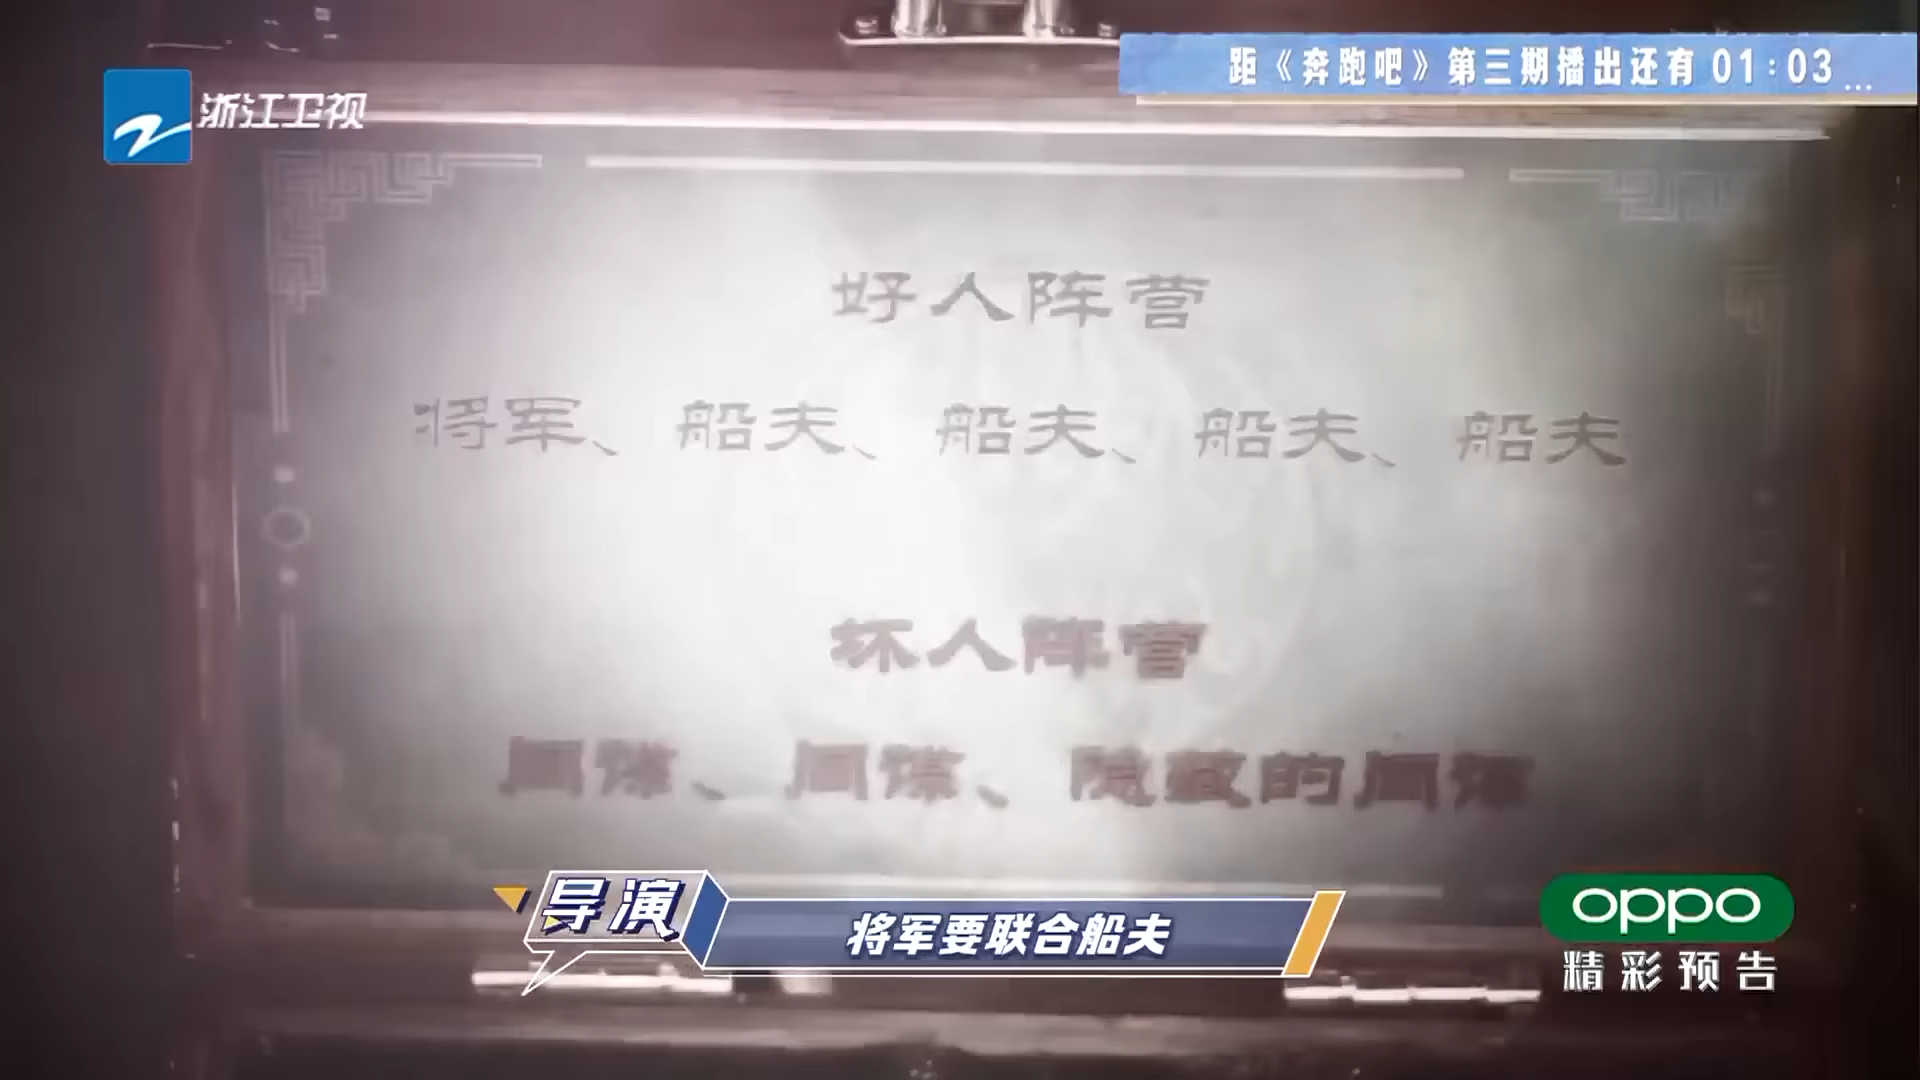 距《奔跑吧》第三期播出还有 01:03...
浙江卫视
好人阵营
将军、船夫、船夫、船夫、船夫
坏人阵营
间谍、间谍、隐藏的间谍
导演
将军要联合船夫
oppo
精彩预告